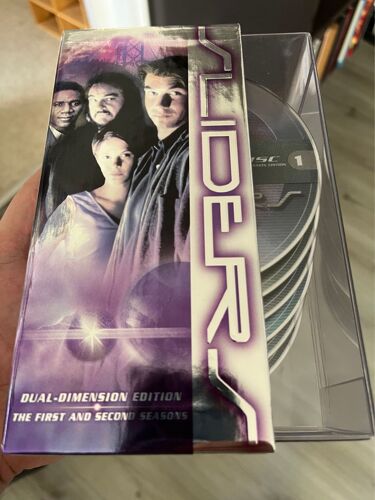 SLIDERS
DISC 1
DUAL-DIMENSION EDITION
THE FIRST AND SECOND SEASONS